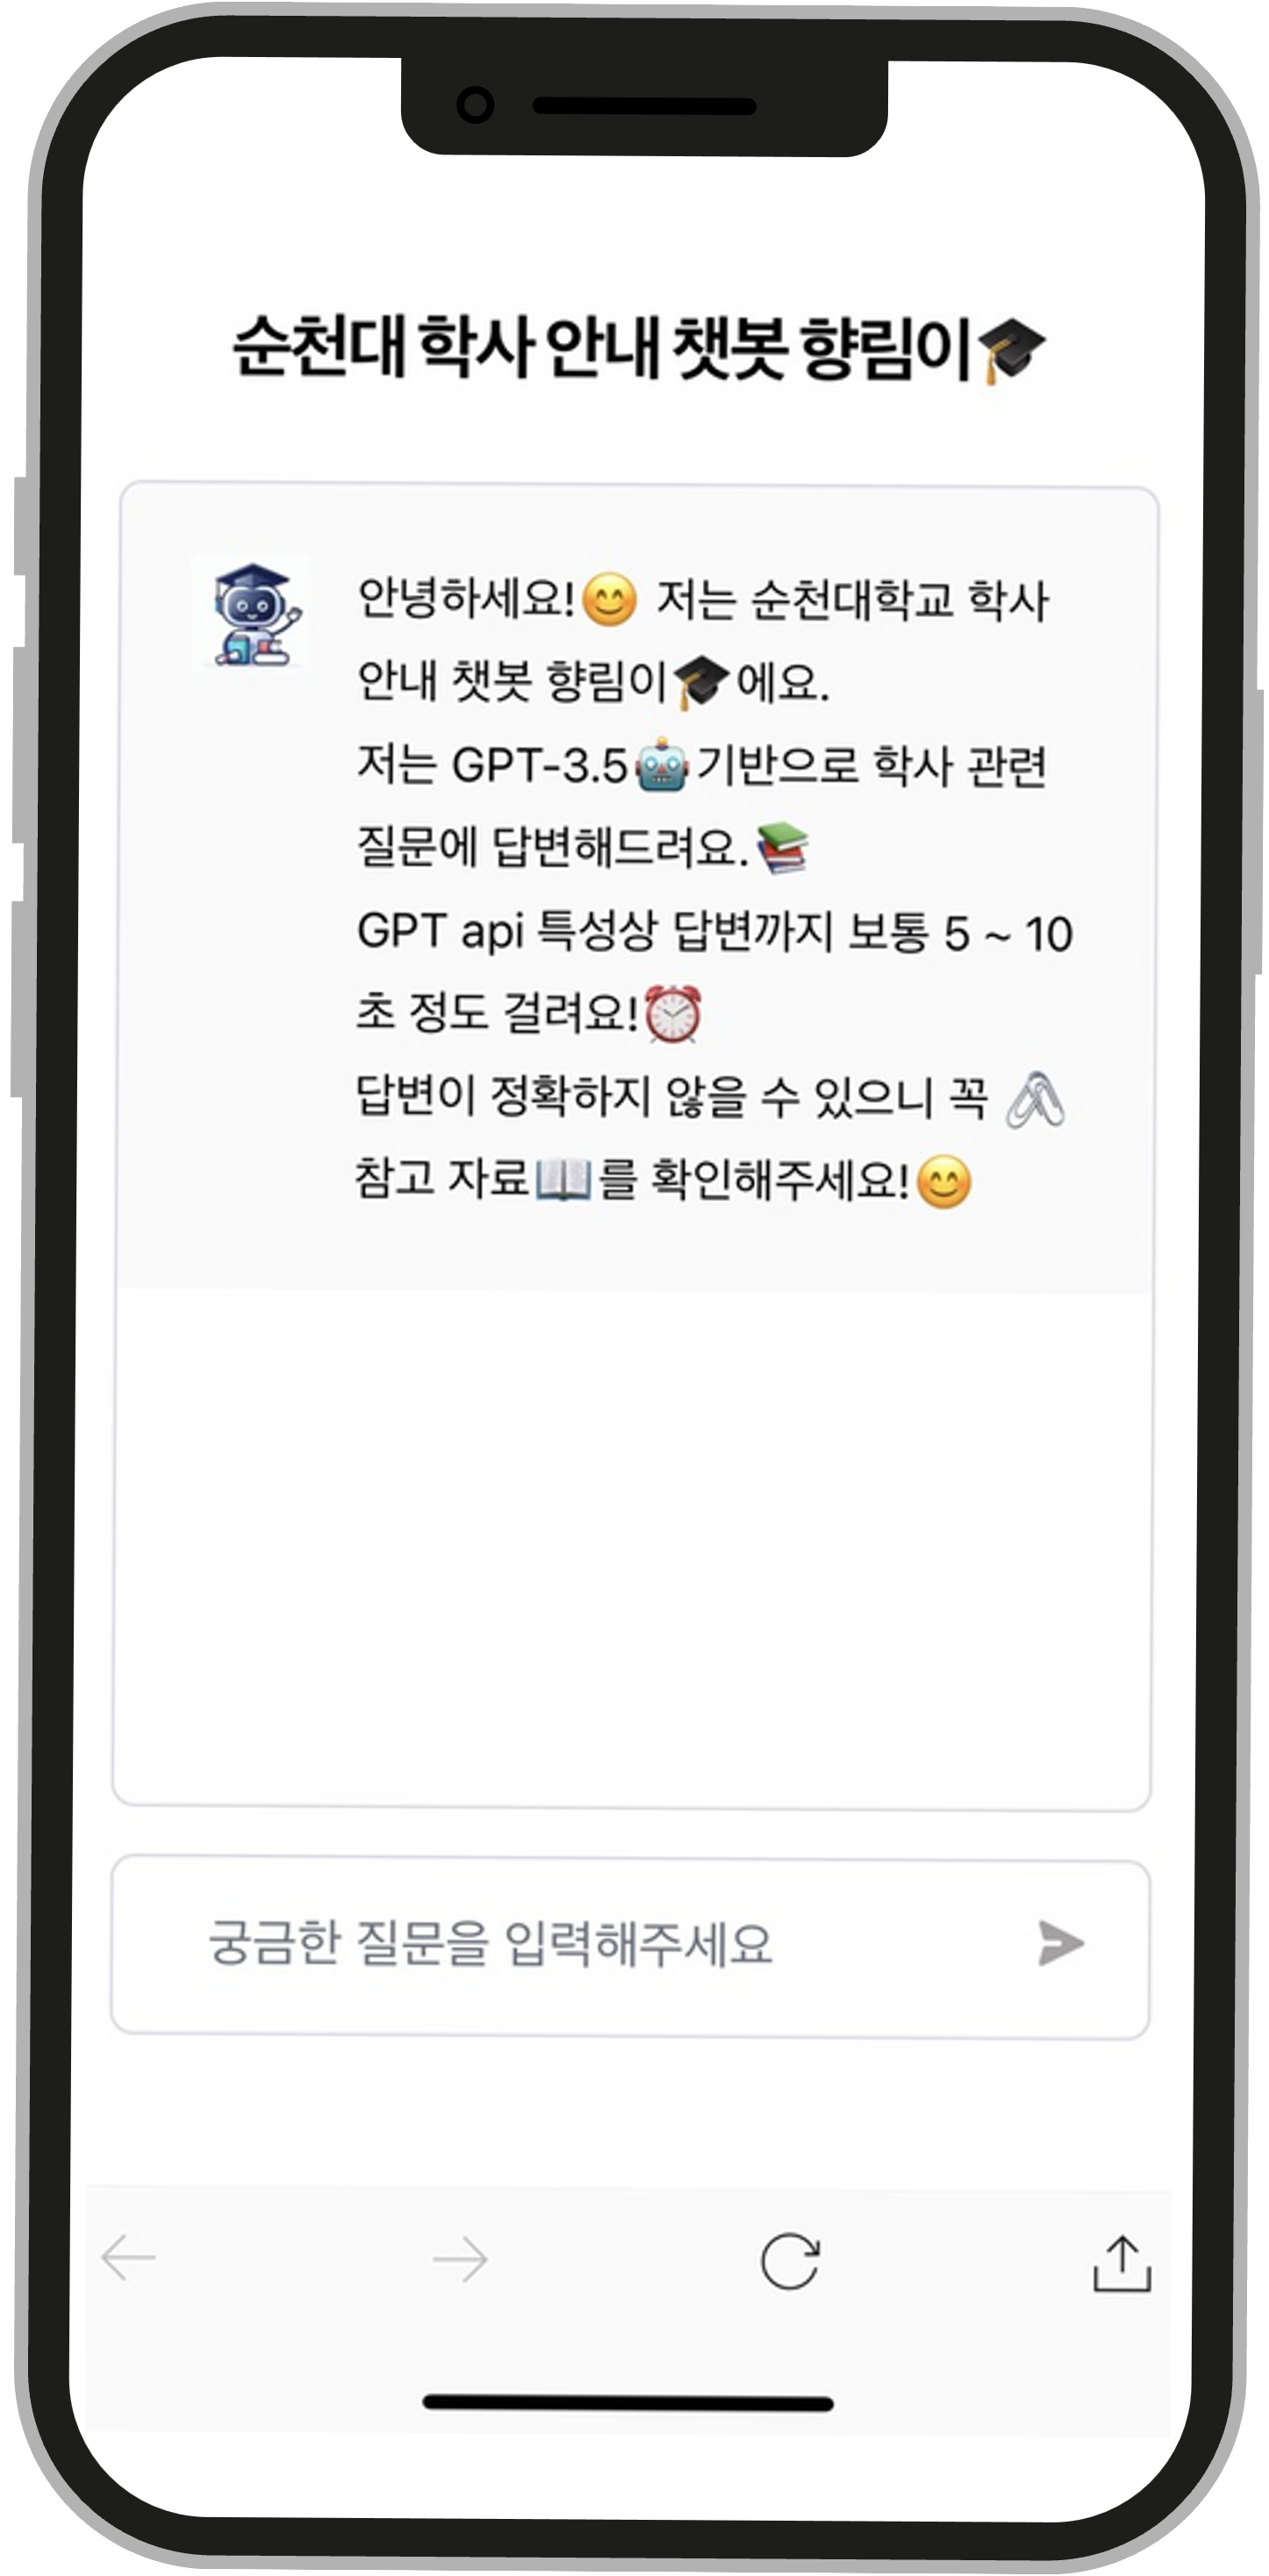 순천대 학사 안내 챗봇 향림이🎓
안녕하세요!😊 저는 순천대학교 학사
안내 챗봇 향림이🎓에요.
저는 GPT-3.5🤖기반으로 학사 관련
질문에 답변해드려요.📚
GPT api 특성상 답변까지 보통 5 ~ 10
초 정도 걸려요!⏰
답변이 정확하지 않을 수 있으니 꼭 🖇️
참고 자료📖를 확인해주세요!😊
궁금한 질문을 입력해주세요